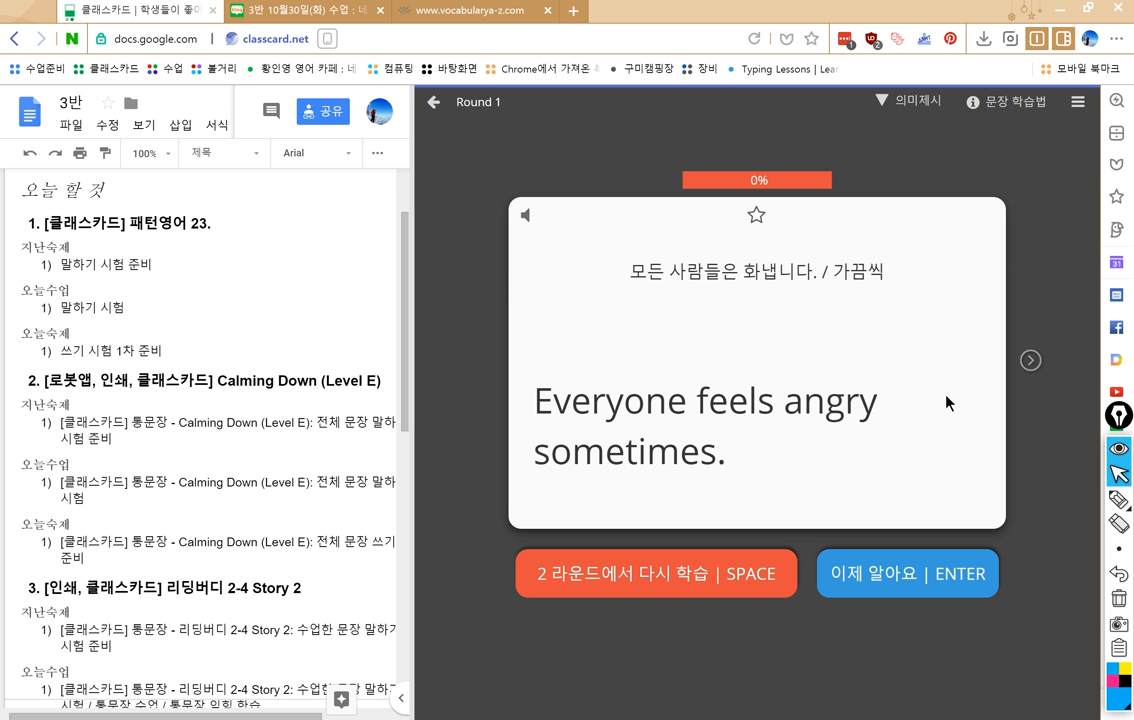 클래스카드 | 학생들이 좋아
3반 10월30일(화) 수업 : 네
www.vocabularya-z.com
docs.google.com
classcard.net
수업준비
클래스카드
수업
볼거리
황인영 영어 카페 : 네
컴퓨팅
바탕화면
Chrome에서 가져온
구미캠핑장
장비
Typing Lessons | Lear
모바일 북마크
3반
파일 수정 보기 삽입 서식
공유
100%
제목
Arial
오늘 할 것
1. [클래스카드] 패턴영어 23.
지난숙제
1) 말하기 시험 준비
오늘수업
1) 말하기 시험
오늘숙제
1) 쓰기 시험 1차 준비
2. [로봇앱, 인쇄, 클래스카드] Calming Down (Level E)
지난숙제
1) [클래스카드] 통문장 - Calming Down (Level E): 전체 문장 말하
시험 준비
오늘수업
1) [클래스카드] 통문장 - Calming Down (Level E): 전체 문장 말하
시험
오늘숙제
1) [클래스카드] 통문장 - Calming Down (Level E): 전체 문장 쓰기
준비
3. [인쇄, 클래스카드] 리딩버디 2-4 Story 2
지난숙제
1) [클래스카드] 통문장 - 리딩버디 2-4 Story 2: 수업한 문장 말하기
시험 준비
오늘수업
1) [클래스카드] 통문장 - 리딩버디 2-4 Story 2: 수업한 문장 말하
시험 / 통문장 수업 / 통문장 암회 학습
Round 1
의미제시
문장 학습법
0%
모든 사람들은 화냅니다. / 가끔씩
Everyone feels angry
sometimes.
2 라운드에서 다시 학습 | SPACE
이제 알아요 | ENTER